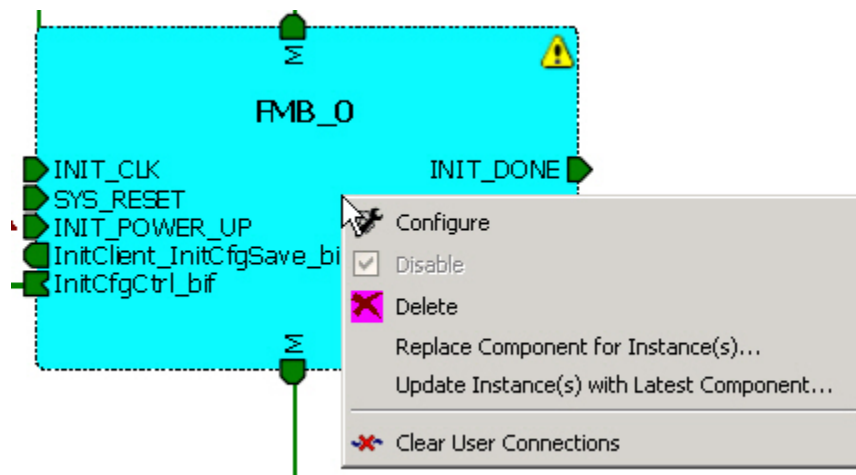 M
FMB_0
INIT_CLK
INIT_DONE
SYS_RESET
INIT_POWER_UP
InitClient_InitCfgSave_bi
InitCfgCtrl_bif
M
Configure
Disable
Delete
Replace Component for Instance(s)...
Update Instance(s) with Latest Component...
Clear User Connections